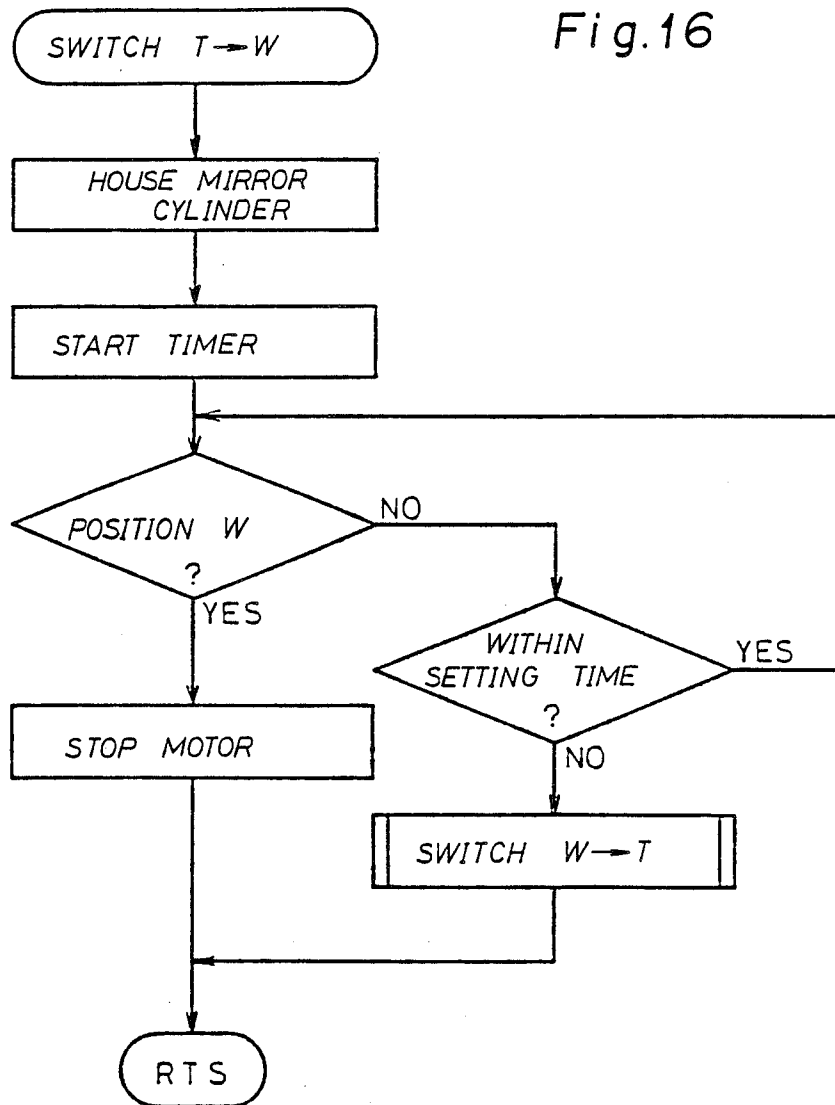 Fig.16
SWITCH T→W
HOUSE MIRROR
CYLINDER
START TIMER
POSITION W
?
NO
YES
WITHIN
SETTING TIME
?
YES
NO
STOP MOTOR
SWITCH W→T
RTS